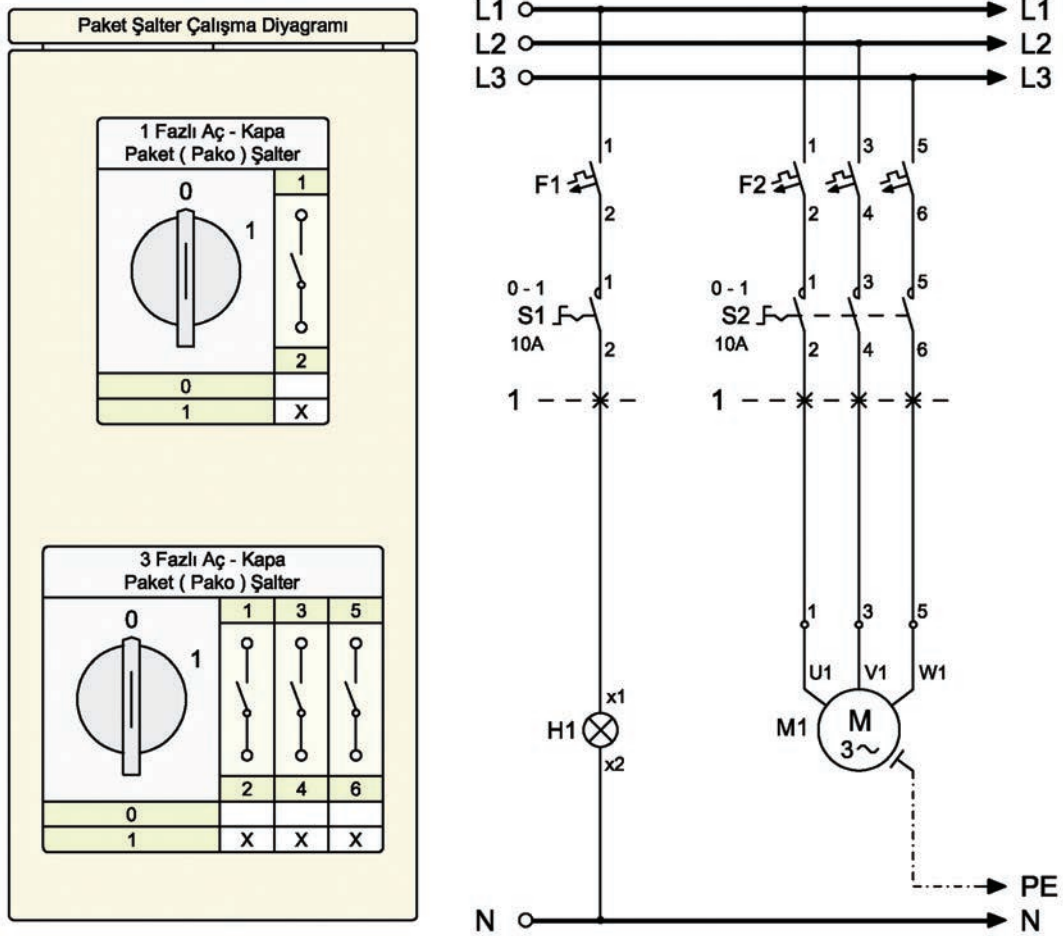 Paket Şalter Çalışma Diyagramı
1 Fazlı Aç - Kapa
Paket ( Pako ) Şalter
0
1
1
2
0
1 X
3 Fazlı Aç - Kapa
Paket ( Pako ) Şalter
0
1
1 3 5
2 4 6
0
1 X X X
L1 L1
L2 L2
L3 L3
1 1 3 5
F1 F2
2 2 4 6
0 - 1 1 0 - 1 1 3 5
S1 S2
10A 2 10A 2 4 6
1 1
1 3 5
U1 V1 W1
x1
H1 M1 M
3~
x2
PE
N N